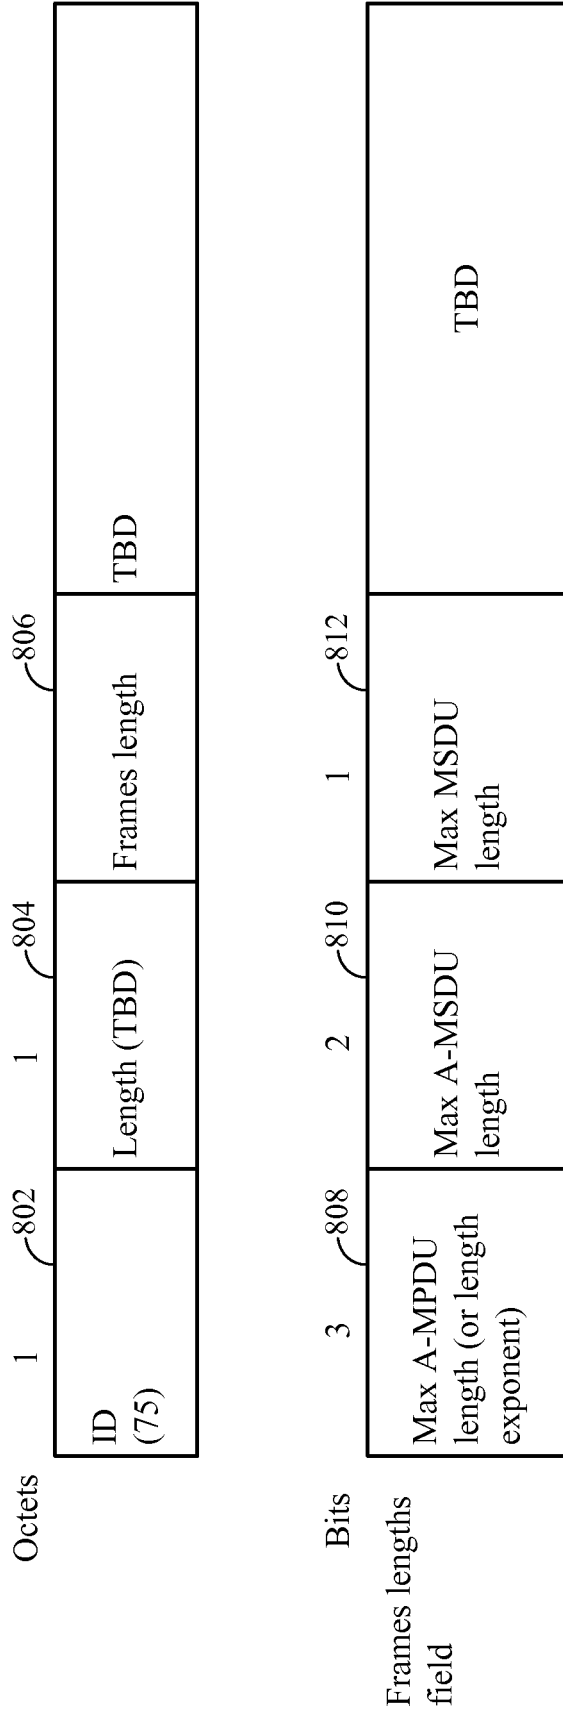 Octets
1
802
1
804
806
ID
(75)
Length (TBD)
Frames length
TBD
Bits
3
808
2
810
1
812
Frames lengths
field
Max A-MPDU
length (or length
exponent)
Max A-MSDU
length
Max MSDU
length
TBD